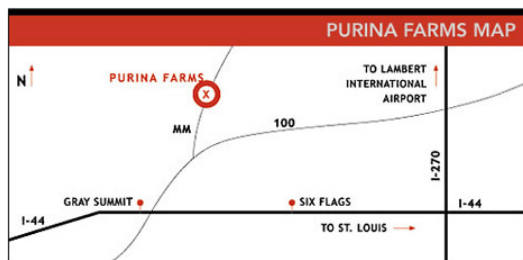 PURINA FARMS MAP
N
PURINA FARMS
X
TO LAMBERT
INTERNATIONAL
AIRPORT
MM
100
I-270
GRAY SUMMIT
SIX FLAGS
I-44
I-44
TO ST. LOUIS